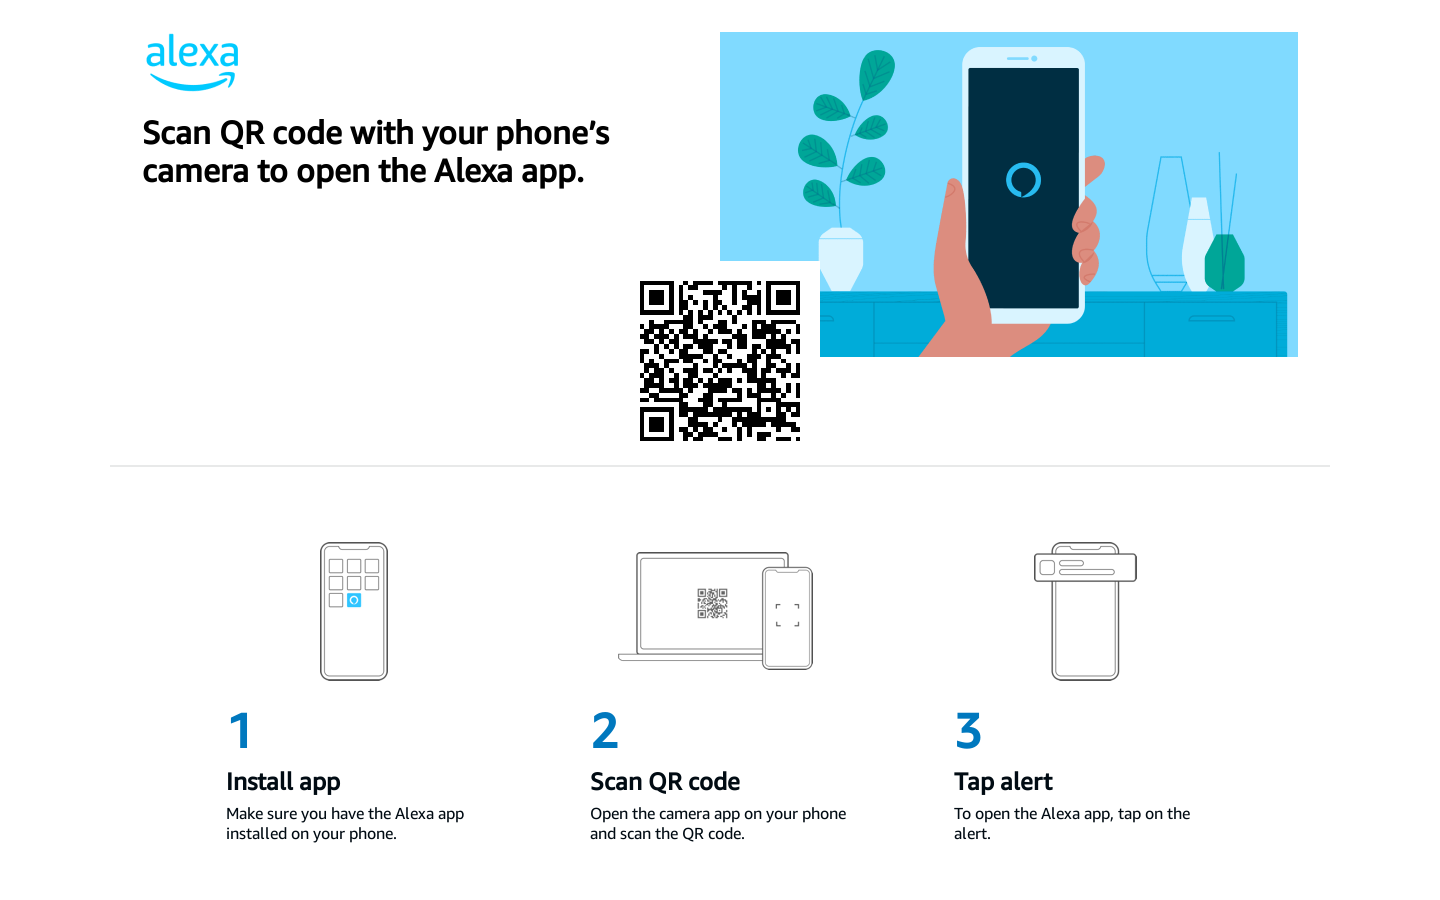 alexa
Scan QR code with your phone’s
camera to open the Alexa app.
1
Install app
Make sure you have the Alexa app
installed on your phone.
2
Scan QR code
Open the camera app on your phone
and scan the QR code.
3
Tap alert
To open the Alexa app, tap on the
alert.